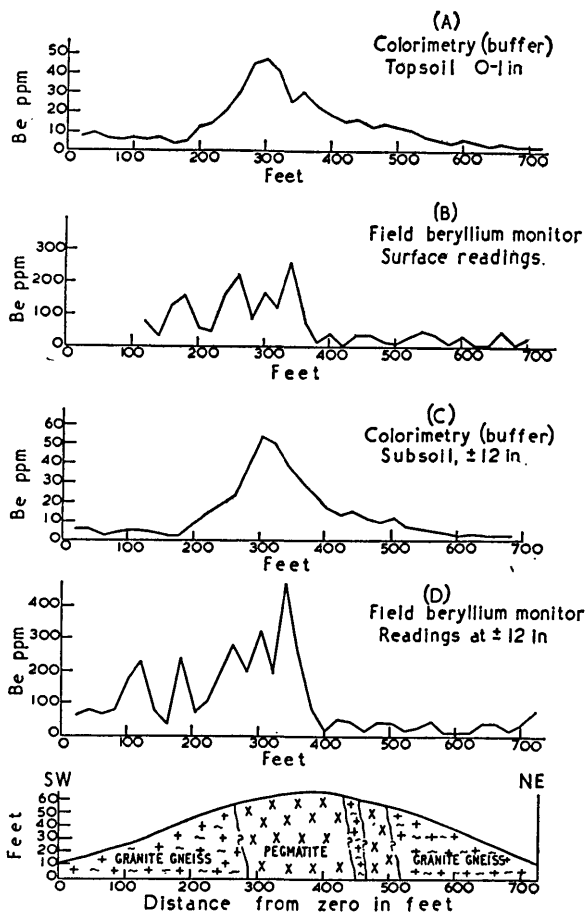 (A)
Colorimetry (buffer)
Topsoil 0-1 in
Be ppm
50
40
30
20
10
0
0 100 200 300 400 500 600 700
Feet
(B)
Field beryllium monitor
Surface readings.
Be ppm
300
200
100
0
0 100 200 300 400 500 600 700
Feet
(C)
Colorimetry (buffer)
Subsoil, ±12 in.
Be ppm
60
50
40
30
20
10
0
0 100 200 300 400 500 600 700
Feet
(D)
Field beryllium monitor
Readings at ±12 in
Be ppm
400
300
200
100
0
0 100 200 300 400 500 600 700
SW NE
Feet
60
50
40
30
20
10
0
GRANITE GNEISS PEGMATITE GRANITE GNEISS
0 100 200 300 400 500 600 700
Distance from zero in feet